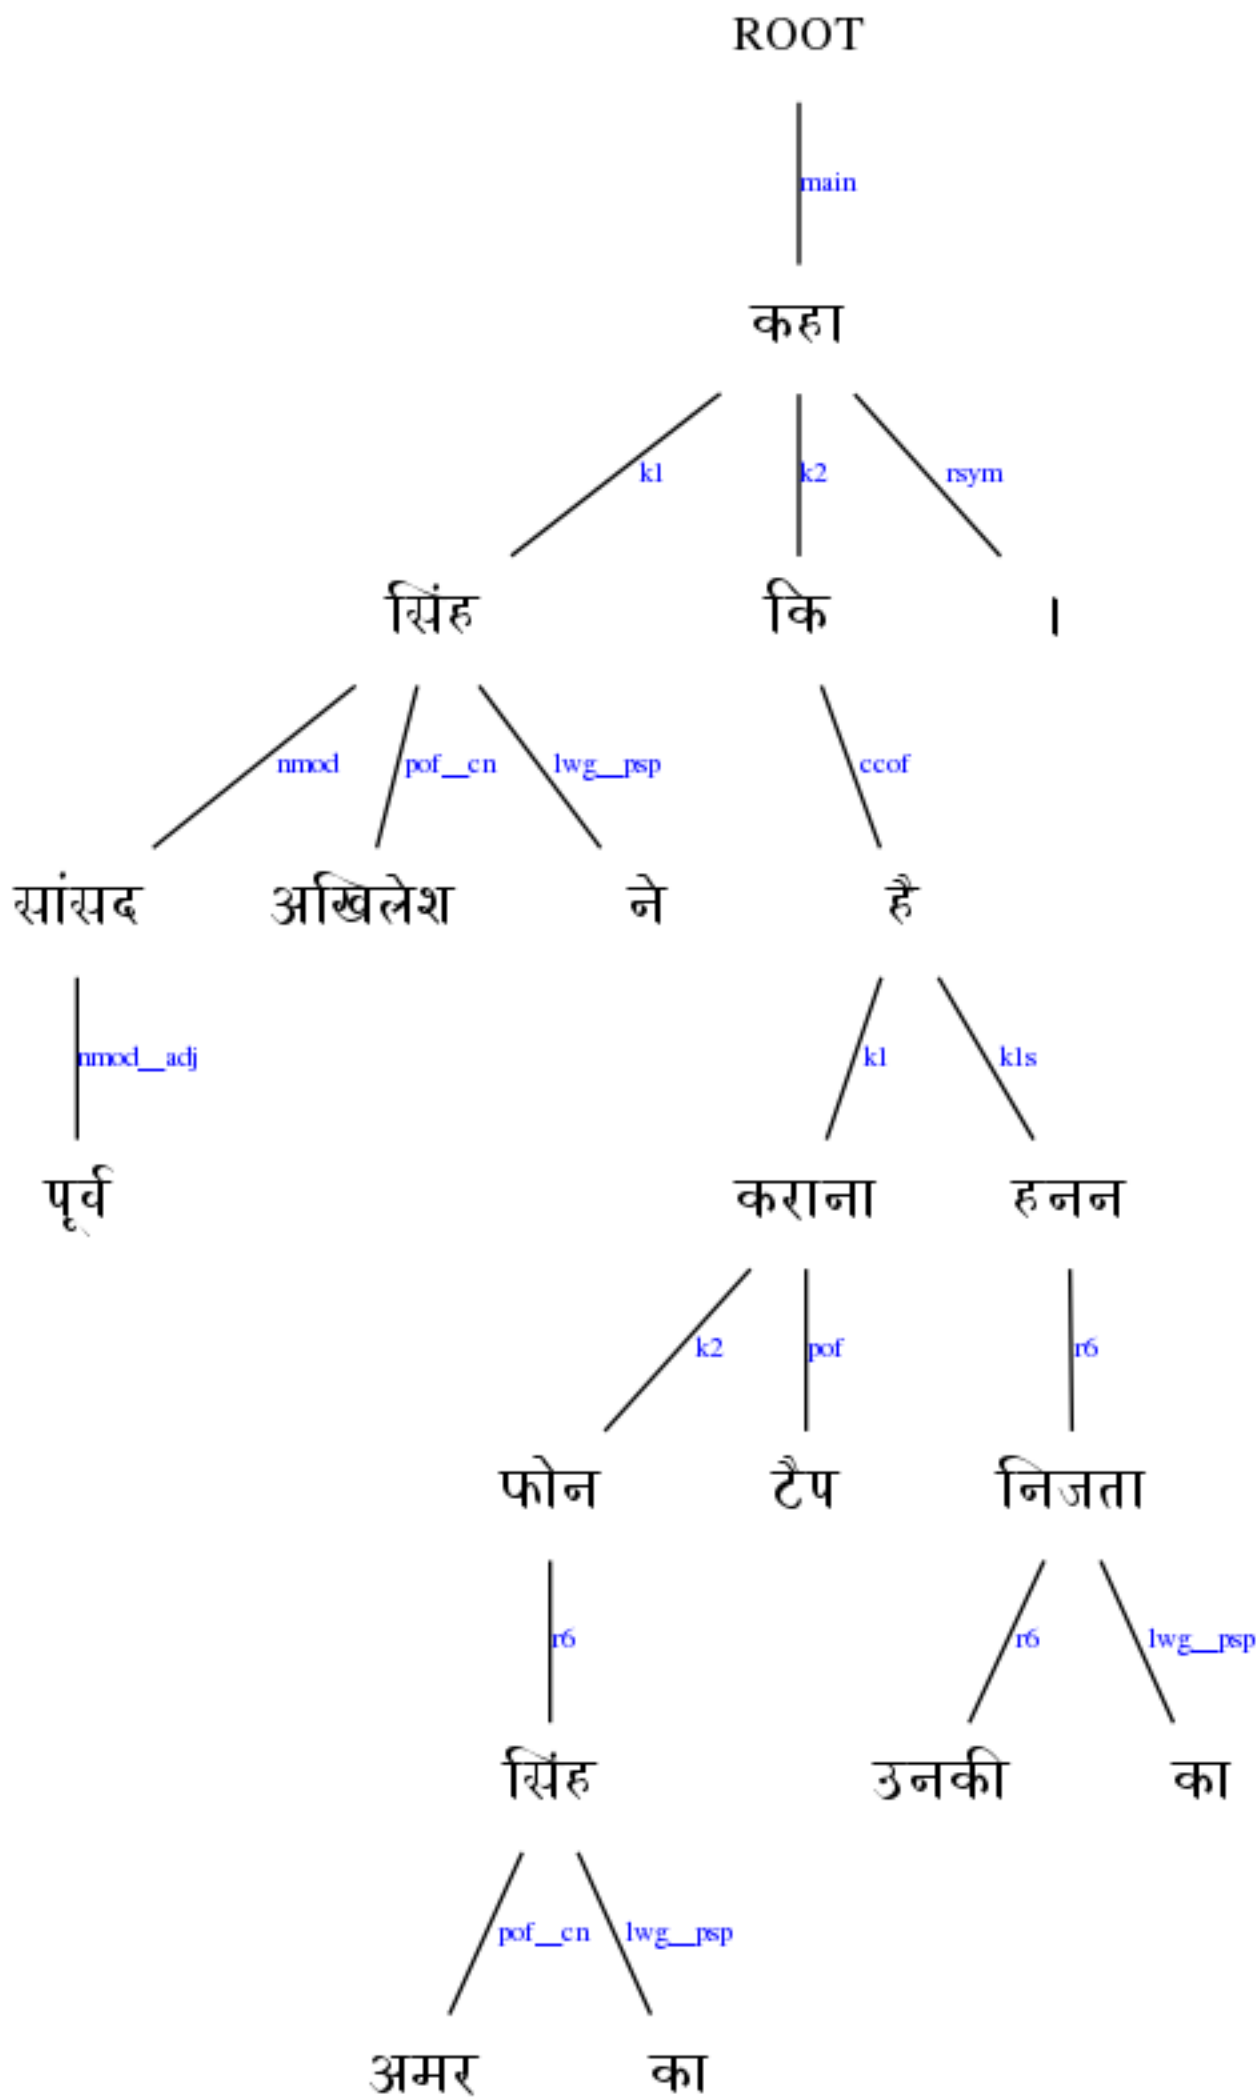 ROOT
main
कहा
k1 k2 rsym
सिंह कि ।
nmod pof__cn lwg__psp ccof
सांसद अखिलेश ने है
nmod__adj k1 k1s
पूर्व कराना हनन
k2 pof r6
फोन टैप निजता
r6 r6 lwg__psp
सिंह उनकी का
pof__cn lwg__psp
अमर का